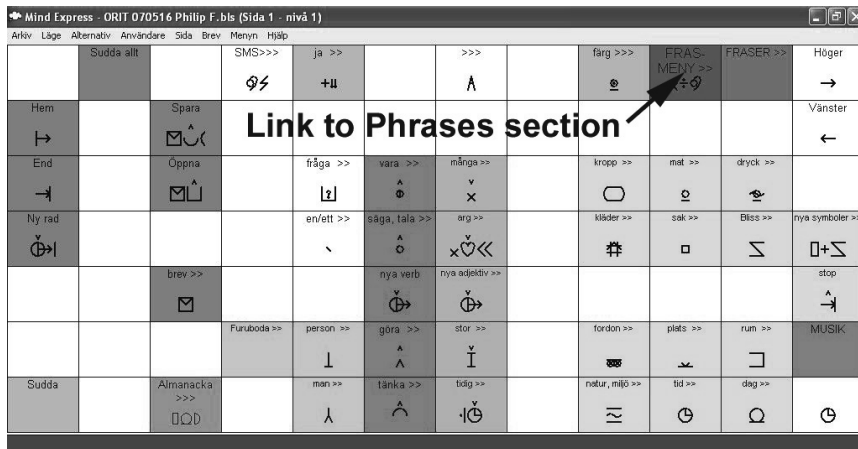 Mind Express - ORIT 070516 Philip F.bls (Sida 1 - nivå 1)
Arkiv Läge Alternativ Användare Sida Brev Menyn Hjälp
Sudda allt SMS>>> ja >> >>> färg >>> FRAS-MENY >> FRASER >> Höger
Hem Spara Vänster
Link to Phrases section
End Öppna fråga >> vara >> många >> kropp >> mat >> dryck >>
Ny rad en/ett >> säga, tala >> arg >> kläder >> sak >> Bliss >> nya symboler >>
brev >> nya verb nya adjektiv >> stop
Furuboda >> person >> göra >> stor >> fordon >> plats >> rum >> MUSIK
Sudda Almanacka >>> man >> tänka >> tidig >> natur, miljö >> tid >> dag >>